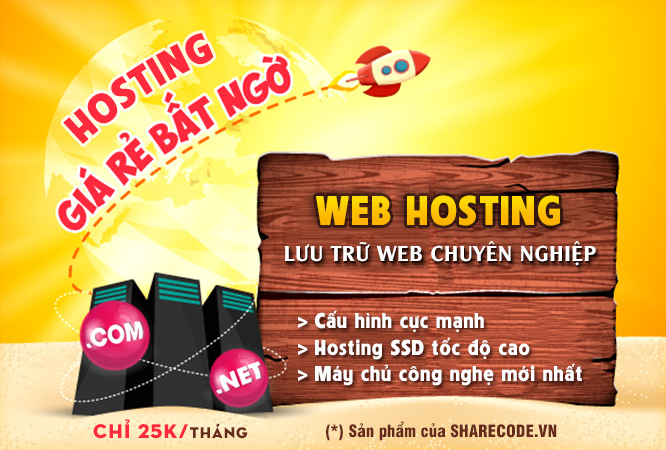 HOSTING
GIÁ RẺ BẤT NGỜ
WEB HOSTING
LƯU TRỮ WEB CHUYÊN NGHIỆP
> Cấu hình cực mạnh
> Hosting SSD tốc độ cao
> Máy chủ công nghệ mới nhất
.COM
.NET
CHỈ 25K/THÁNG
(*) Sản phẩm của SHARECODE.VN